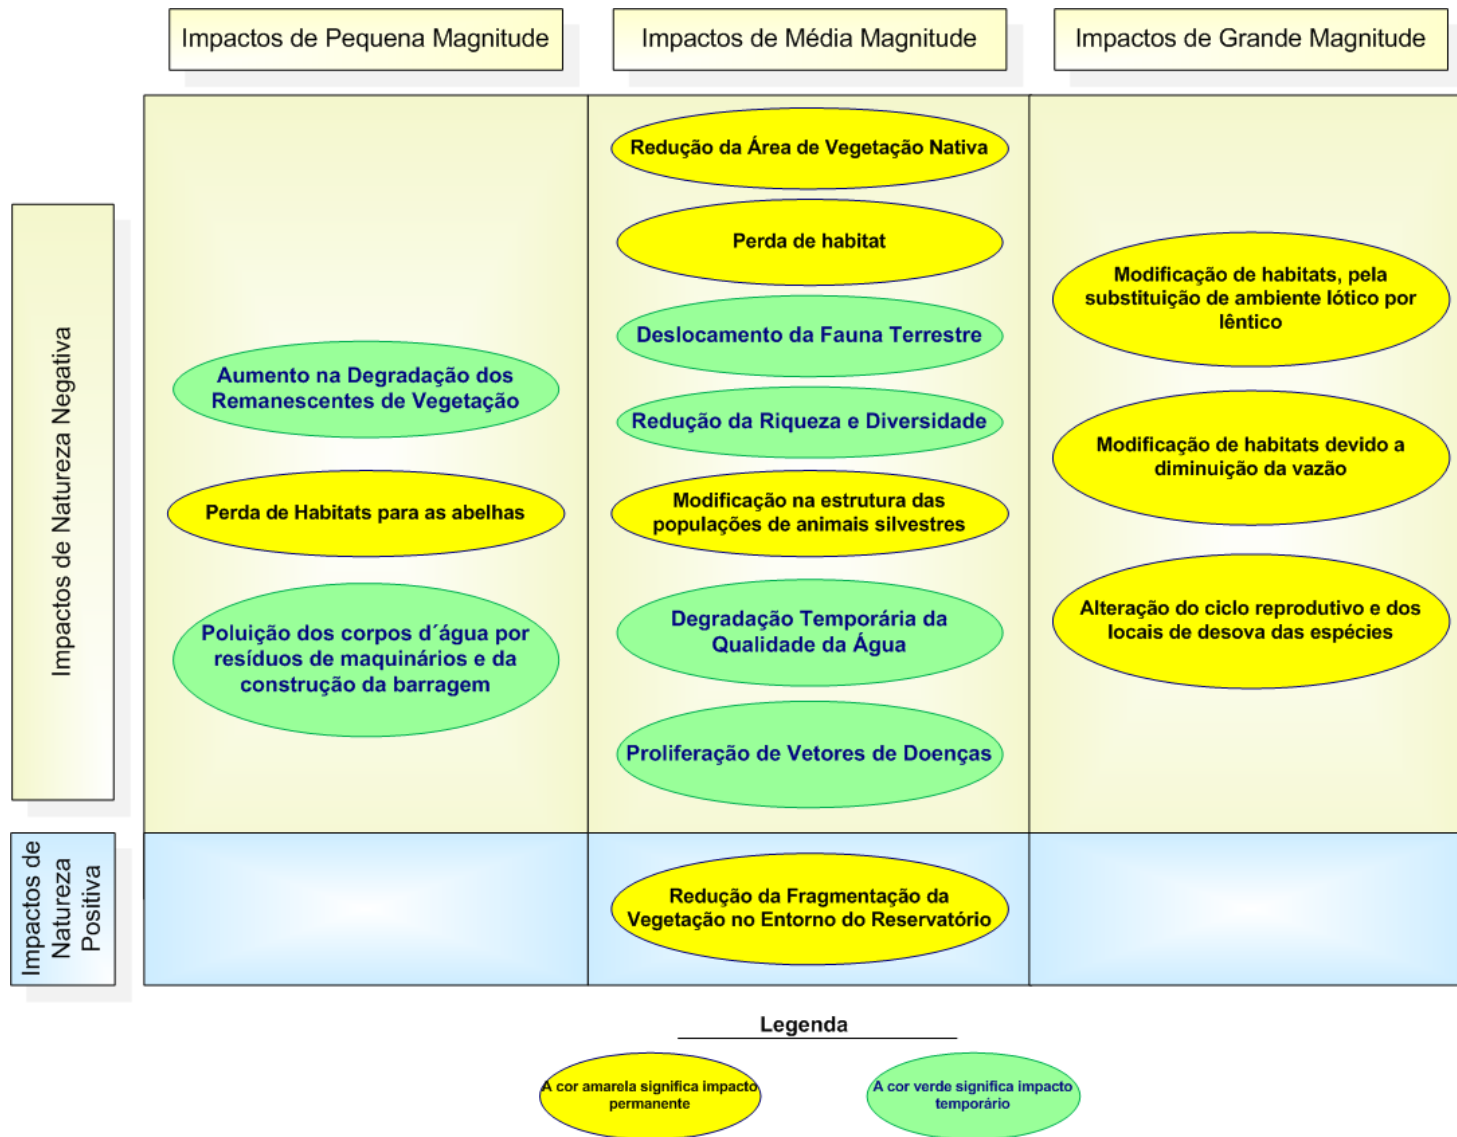 Impactos de Pequena Magnitude
Impactos de Média Magnitude
Impactos de Grande Magnitude
Impactos de Natureza Negativa
Aumento na Degradação dos
Remanescentes de Vegetação
Perda de Habitats para as abelhas
Poluição dos corpos d´água por
resíduos de maquinários e da
construção da barragem
Redução da Área de Vegetação Nativa
Perda de habitat
Deslocamento da Fauna Terrestre
Redução da Riqueza e Diversidade
Modificação na estrutura das
populações de animais silvestres
Degradação Temporária da
Qualidade da Água
Proliferação de Vetores de Doenças
Modificação de habitats, pela
substituição de ambiente lótico por
lêntico
Modificação de habitats devido a
diminuição da vazão
Alteração do ciclo reprodutivo e dos
locais de desova das espécies
Impactos de
Natureza
Positiva
Redução da Fragmentação da
Vegetação no Entorno do Reservatório
Legenda
A cor amarela significa impacto
permanente
A cor verde significa impacto
temporário